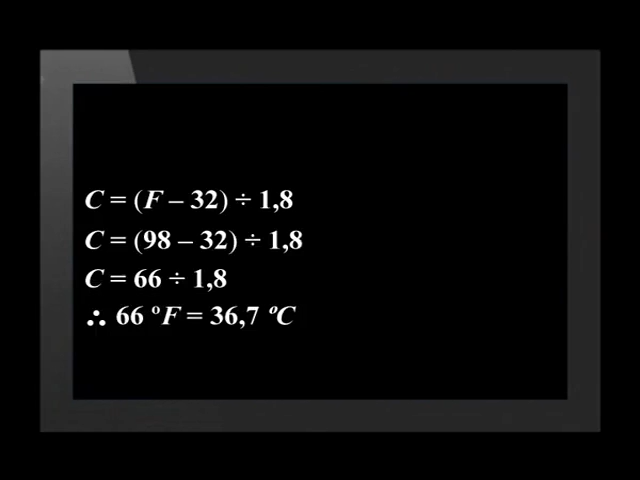 C = (F – 32) ÷ 1,8
C = (98 – 32) ÷ 1,8
C = 66 ÷ 1,8
∴ 66 ºF = 36,7 ºC